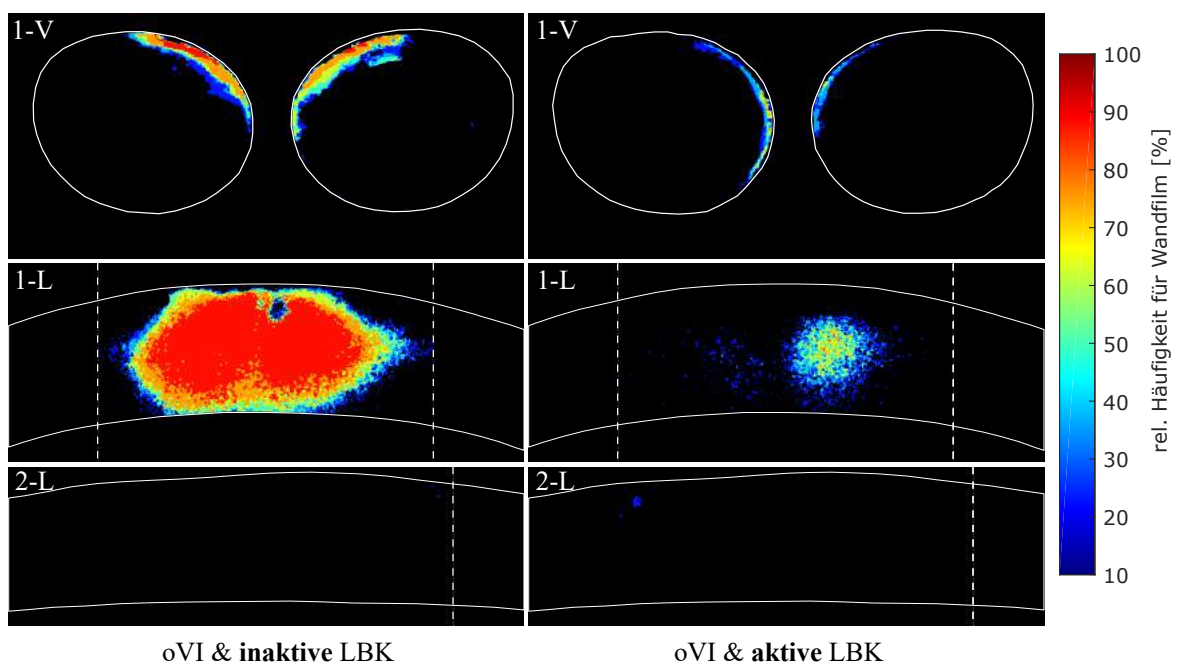 1-V
1-V
1-L
1-L
2-L
2-L
100
90
80
70
60
50
40
30
20
10
rel. Häufigkeit für Wandfilm [%]
oVI & inaktive LBK
oVI & aktive LBK